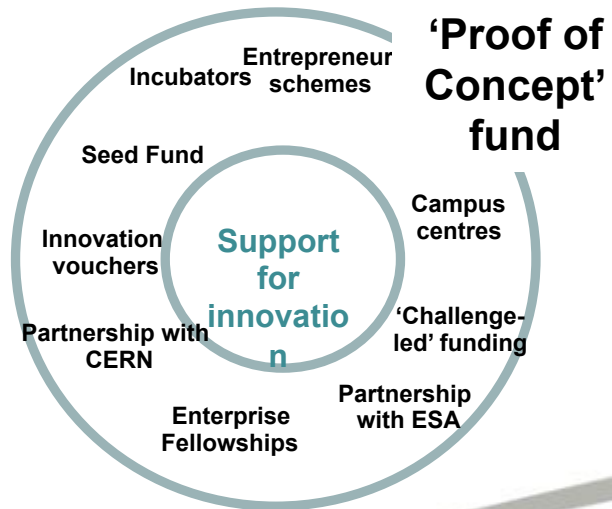 ‘Proof of
Concept’
fund
Entrepreneur
schemes
Incubators
Seed Fund
Campus
centres
Innovation
vouchers
Support
for
innovatio
n
‘Challenge-
led’ funding
Partnership with
CERN
Partnership
with ESA
Enterprise
Fellowships